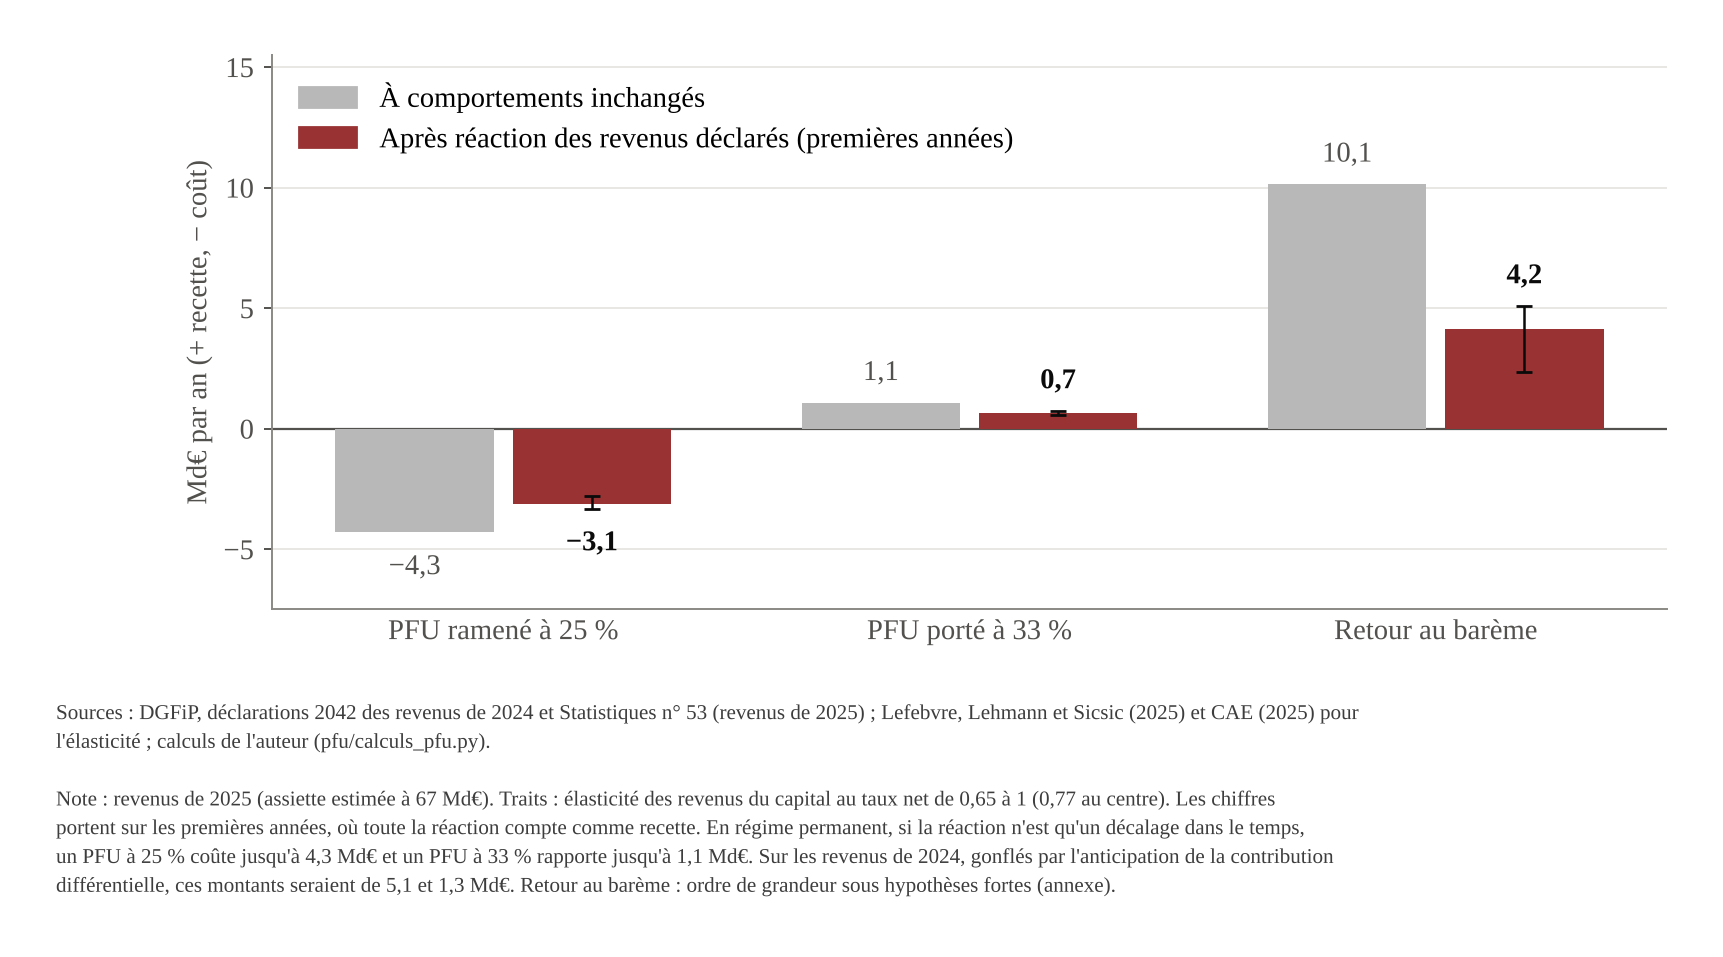 15
À comportements inchangés
Après réaction des revenus déclarés (premières années)
10,1
10
4,2
5
1,1
0,7
0
−3,1
−5
−4,3
Md€ par an (+ recette, − coût)
PFU ramené à 25 %
PFU porté à 33 %
Retour au barème
Sources : DGFiP, déclarations 2042 des revenus de 2024 et Statistiques n° 53 (revenus de 2025) ; Lefebvre, Lehmann et Sicsic (2025) et CAE (2025) pour
l'élasticité ; calculs de l'auteur (pfu/calculs_pfu.py).
Note : revenus de 2025 (assiette estimée à 67 Md€). Traits : élasticité des revenus du capital au taux net de 0,65 à 1 (0,77 au centre). Les chiffres
portent sur les premières années, où toute la réaction compte comme recette. En régime permanent, si la réaction n'est qu'un décalage dans le temps,
un PFU à 25 % coûte jusqu'à 4,3 Md€ et un PFU à 33 % rapporte jusqu'à 1,1 Md€. Sur les revenus de 2024, gonflés par l'anticipation de la contribution
différentielle, ces montants seraient de 5,1 et 1,3 Md€. Retour au barème : ordre de grandeur sous hypothèses fortes (annexe).